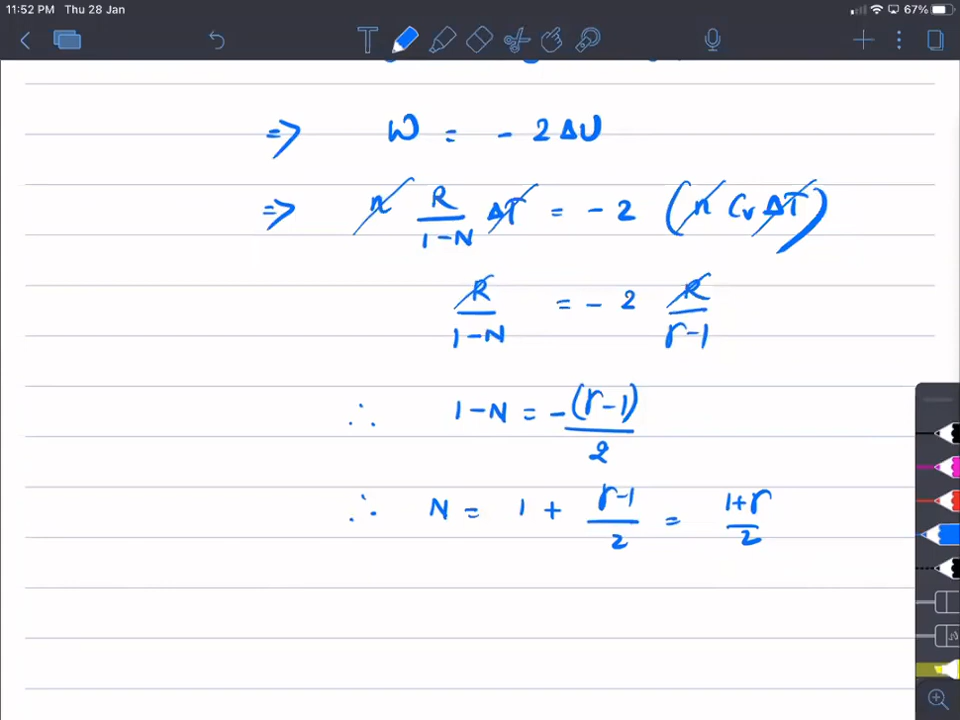 11:52 PM Thu 28 Jan 67%
T
=> W = - 2ΔU
=> n R/(1-N) ΔT = - 2 (n Cv ΔT)
R/(1-N) = - 2 R/(r-1)
∴ 1-N = -(r-1)/2
∴ N = 1 + (r-1)/2 = (1+r)/2